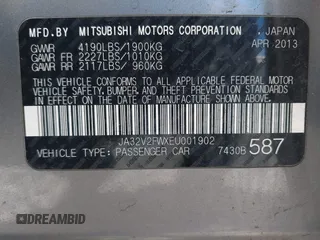 MFD.BY MITSUBISHI MOTORS CORPORATION , JAPAN
GVWR 4190LBS/1900KG APR 2013
GAWR FR 2227LBS/1010KG
GAWR RR 2117LBS/ 960KG
THIS VEHICLE CONFORMS TO ALL APPLICABLE FEDERAL MOTOR
VEHICLE SAFETY, BUMPER, AND THEFT PREVENTION STANDARDS
IN EFFECT ON THE DATE OF MANUFACTURE SHOWN ABOVE.
JA32V2FWXEU001902
VEHICLE TYPE: PASSENGER CAR 7430B 587
DREAMBID